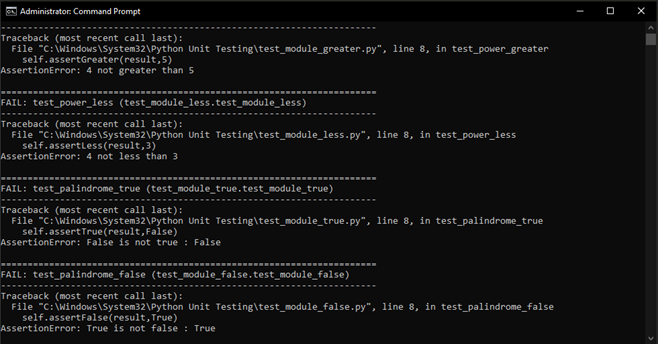 Administrator: Command Prompt
----------------------------------------------------------------------
Traceback (most recent call last):
  File "C:\Windows\System32\Python Unit Testing\test_module_greater.py", line 8, in test_power_greater
    self.assertGreater(result,5)
AssertionError: 4 not greater than 5

======================================================================
FAIL: test_power_less (test_module_less.test_module_less)
----------------------------------------------------------------------
Traceback (most recent call last):
  File "C:\Windows\System32\Python Unit Testing\test_module_less.py", line 8, in test_power_less
    self.assertLess(result,3)
AssertionError: 4 not less than 3

======================================================================
FAIL: test_palindrome_true (test_module_true.test_module_true)
----------------------------------------------------------------------
Traceback (most recent call last):
  File "C:\Windows\System32\Python Unit Testing\test_module_true.py", line 8, in test_palindrome_true
    self.assertTrue(result,False)
AssertionError: False is not true : False

======================================================================
FAIL: test_palindrome_false (test_module_false.test_module_false)
----------------------------------------------------------------------
Traceback (most recent call last):
  File "C:\Windows\System32\Python Unit Testing\test_module_false.py", line 8, in test_palindrome_false
    self.assertFalse(result,True)
AssertionError: True is not false : True